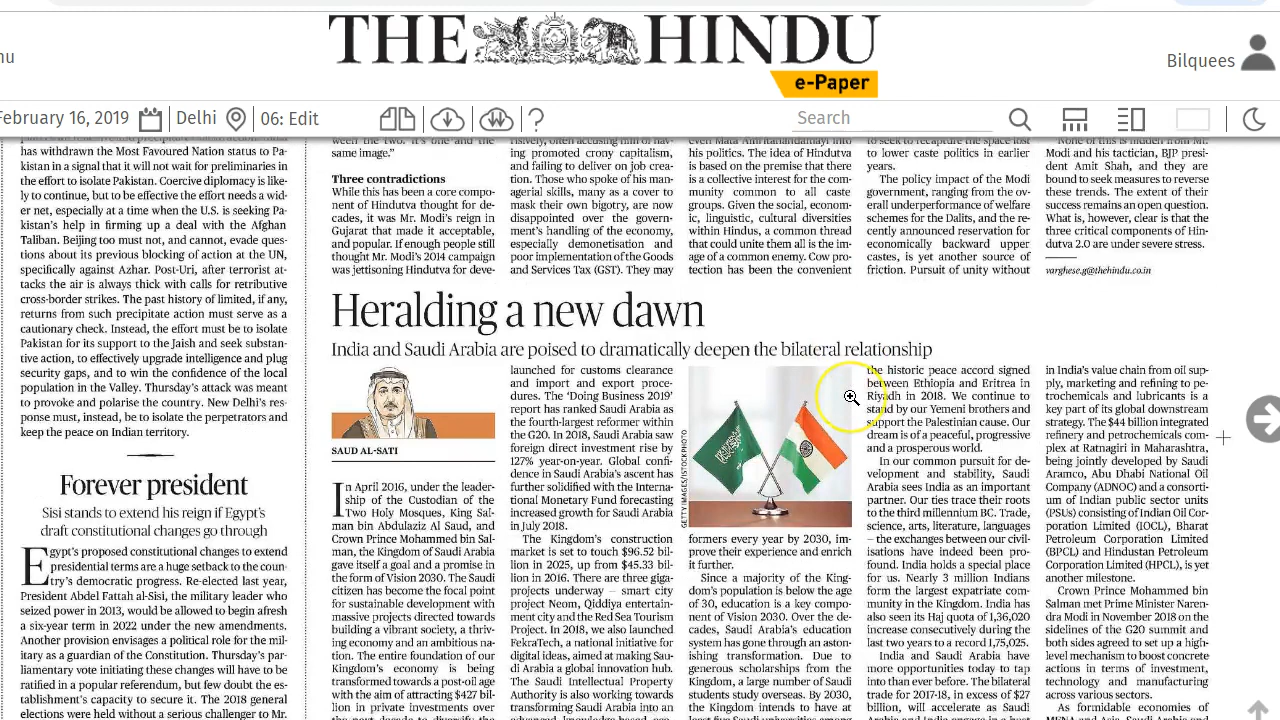 THE HINDU
e-Paper
nu
Bilquees
February 16, 2019
Delhi
06: Edit
?
Search
has withdrawn the Most Favoured Nation status to Pa-
kistan in a signal that it will not wait for preliminaries in
the effort to isolate Pakistan. Coercive diplomacy is like-
ly to continue, but to be effective the effort needs a wid-
er net, especially at a time when the U.S. is seeking Pa-
kistan's help in firming up a deal with the Afghan
Taliban. Beijing too must not, and cannot, evade ques-
tions about its previous blocking of action at the UN,
specifically against Azhar. Post-Uri, after terrorist at-
tacks the air is always thick with calls for retributive
cross-border strikes. The past history of limited, if any,
returns from such precipitate action must serve as a
cautionary check. Instead, the effort must be to isolate
Pakistan for its support to the Jaish and seek substan-
tive action, to effectively upgrade intelligence and plug
security gaps, and to win the confidence of the local
population in the Valley. Thursday's attack was meant
to provoke and polarise the country. New Delhi's res-
ponse must, instead, be to isolate the perpetrators and
keep the peace on Indian territory.
Forever president
Sisi stands to extend his reign if Egypt's
draft constitutional changes go through
Egypt's proposed constitutional changes to extend
presidential terms are a huge setback to the coun-
try's democratic progress. Re-elected last year,
President Abdel Fattah al-Sisi, the military leader who
seized power in 2013, would be allowed to begin afresh
a six-year term in 2022 under the new amendments.
Another provision envisages a political role for the mil-
itary as a guardian of the Constitution. Thursday's par-
liamentary vote initiating these changes will have to be
ratified in a popular referendum, but few doubt the es-
tablishment's capacity to secure it. The 2018 general
elections were held without a serious challenger to Mr.
ween the two. It's one and the
same image."
Three contradictions
While this has been a core compo-
nent of Hindutva thought for de-
cades, it was Mr. Modi's reign in
Gujarat that made it acceptable,
and popular. If enough people still
thought Mr. Modi's 2014 campaign
was jettisoning Hindutva for deve-
risively, often accusing him of hav-
ing promoted crony capitalism,
and failing to deliver on job crea-
tion. Those who spoke of his man-
agerial skills, many as a cover to
mask their own bigotry, are now
disappointed over the govern-
ment's handling of the economy,
especially demonetisation and
poor implementation of the Goods
and Services Tax (GST). They may
even Mata Amritanandamayi into
his politics. The idea of Hindutva
is based on the premise that there
is a collective interest for the com-
munity common to all caste
groups. Given the social, econom-
ic, linguistic, cultural diversities
within Hindus, a common thread
that could unite them all is the im-
age of a common enemy. Cow pro-
tection has been the convenient
to seek to recapture the space lost
to lower caste politics in earlier
years.
The policy impact of the Modi
government, ranging from the ov-
erall underperformance of welfare
schemes for the Dalits, and the re-
cently announced reservation for
economically backward upper
castes, is yet another source of
friction. Pursuit of unity without
None of this is hidden from Mr.
Modi and his tactician, BJP presi-
dent Amit Shah, and they are
bound to seek measures to reverse
these trends. The extent of their
success remains an open question.
What is, however, clear is that the
three critical components of Hin-
dutva 2.0 are under severe stress.
varghese.g@thehindu.co.in
Heralding a new dawn
India and Saudi Arabia are poised to dramatically deepen the bilateral relationship
SAUD AL-SATI
In April 2016, under the leader-
ship of the Custodian of the
Two Holy Mosques, King Sal-
man bin Abdulaziz Al Saud, and
Crown Prince Mohammed bin Sal-
man, the Kingdom of Saudi Arabia
gave itself a goal and a promise in
the form of Vision 2030. The Saudi
citizen has become the focal point
for sustainable development with
massive projects directed towards
building a vibrant society, a thriv-
ing economy and an ambitious na-
tion. The entire foundation of our
Kingdom's economy is being
transformed towards a post-oil age
with the aim of attracting $427 bil-
lion in private investments over
launched for customs clearance
and import and export proce-
dures. The 'Doing Business 2019'
report has ranked Saudi Arabia as
the fourth-largest reformer within
the G20. In 2018, Saudi Arabia saw
foreign direct investment rise by
127% year-on-year. Global confi-
dence in Saudi Arabia's ascent has
further solidified with the Interna-
tional Monetary Fund forecasting
increased growth for Saudi Arabia
in July 2018.
The Kingdom's construction
market is set to touch $96.52 bil-
lion in 2025, up from $45.33 bil-
lion in 2016. There are three giga-
projects underway – smart city
project Neom, Qiddiya entertain-
ment city and the Red Sea Tourism
Project. In 2018, we also launched
FekraTech, a national initiative for
digital ideas, aimed at making Sau-
di Arabia a global innovation hub.
The Saudi Intellectual Property
Authority is also working towards
transforming Saudi Arabia into an
GETTY IMAGES/ISTOCKPHOTO
formers every year by 2030, im-
prove their experience and enrich
it further.
Since a majority of the King-
dom's population is below the age
of 30, education is a key compo-
nent of Vision 2030. Over the de-
cades, Saudi Arabia's education
system has gone through an aston-
ishing transformation. Due to
generous scholarships from the
Kingdom, a large number of Saudi
students study overseas. By 2030,
the Kingdom intends to have at
the historic peace accord signed
between Ethiopia and Eritrea in
Riyadh in 2018. We continue to
stand by our Yemeni brothers and
support the Palestinian cause. Our
dream is of a peaceful, progressive
and a prosperous world.
In our common pursuit for de-
velopment and stability, Saudi
Arabia sees India as an important
partner. Our ties trace their roots
to the third millennium BC. Trade,
science, arts, literature, languages
– the exchanges between our civil-
isations have indeed been pro-
found. India holds a special place
for us. Nearly 3 million Indians
form the largest expatriate com-
munity in the Kingdom. India has
also seen its Haj quota of 1,36,020
increase consecutively during the
last two years to a record 1,75,025.
India and Saudi Arabia have
more opportunities today to tap
into than ever before. The bilateral
trade for 2017-18, in excess of $27
billion, will accelerate as Saudi
in India's value chain from oil sup-
ply, marketing and refining to pe-
trochemicals and lubricants is a
key part of its global downstream
strategy. The $44 billion integrated
refinery and petrochemicals com-
plex at Ratnagiri in Maharashtra,
being jointly developed by Saudi
Aramco, Abu Dhabi National Oil
Company (ADNOC) and a consorti-
um of Indian public sector units
(PSUs) consisting of Indian Oil Cor-
poration Limited (IOCL), Bharat
Petroleum Corporation Limited
(BPCL) and Hindustan Petroleum
Corporation Limited (HPCL), is yet
another milestone.
Crown Prince Mohammed bin
Salman met Prime Minister Naren-
dra Modi in November 2018 on the
sidelines of the G20 summit and
both sides agreed to set up a high-
level mechanism to boost concrete
actions in terms of investment,
technology and manufacturing
across various sectors.
As formidable economies of